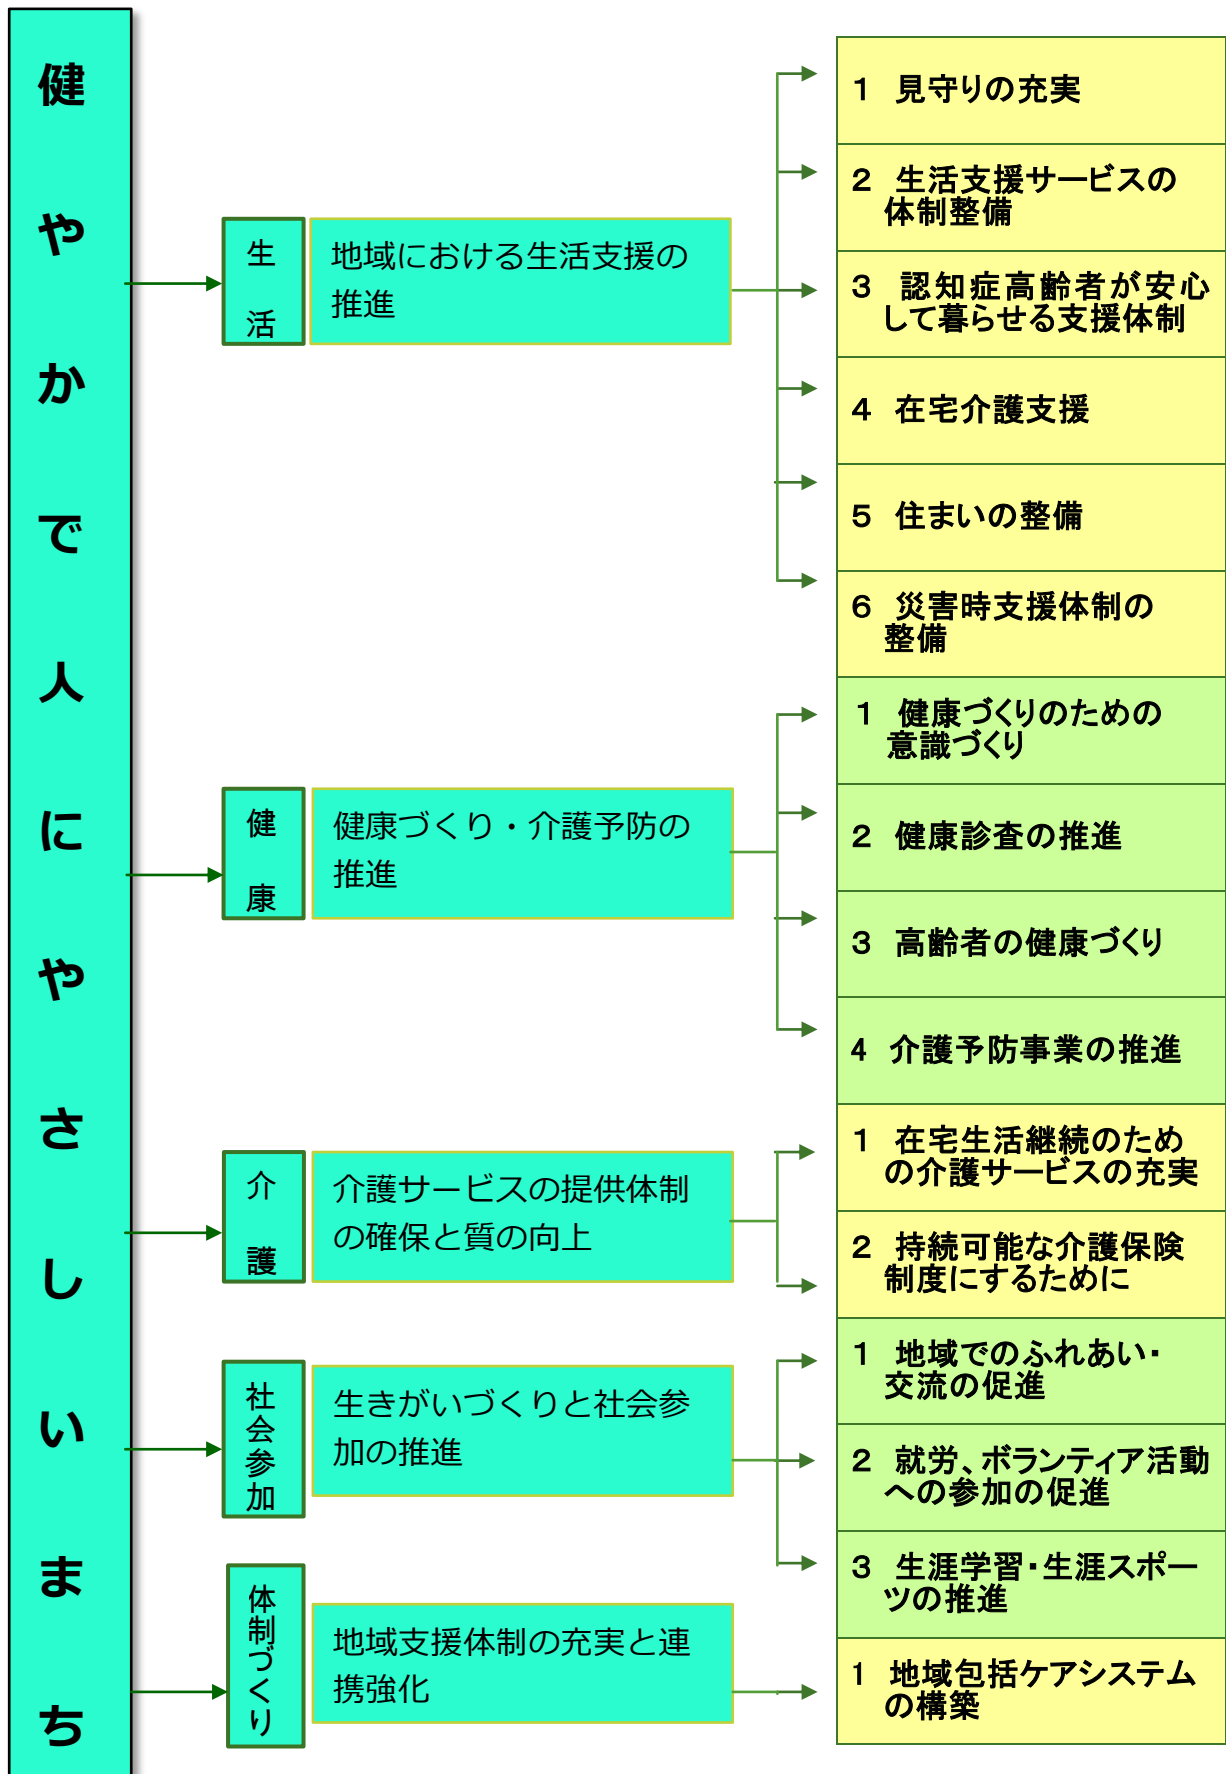 健やかで人にやさしいまち
生活
地域における生活支援の
推進
1 見守りの充実
2 生活支援サービスの
体制整備
3 認知症高齢者が安心
して暮らせる支援体制
4 在宅介護支援
5 住まいの整備
6 災害時支援体制の
整備
健康
健康づくり・介護予防の
推進
1 健康づくりのための
意識づくり
2 健康診査の推進
3 高齢者の健康づくり
4 介護予防事業の推進
介護
介護サービスの提供体制
の確保と質の向上
1 在宅生活継続のため
の介護サービスの充実
2 持続可能な介護保険
制度にするために
社会参加
生きがいづくりと社会参
加の推進
1 地域でのふれあい・
交流の促進
2 就労、ボランティア活動
への参加の促進
3 生涯学習・生涯スポー
ツの推進
体制づくり
地域支援体制の充実と連
携強化
1 地域包括ケアシステム
の構築